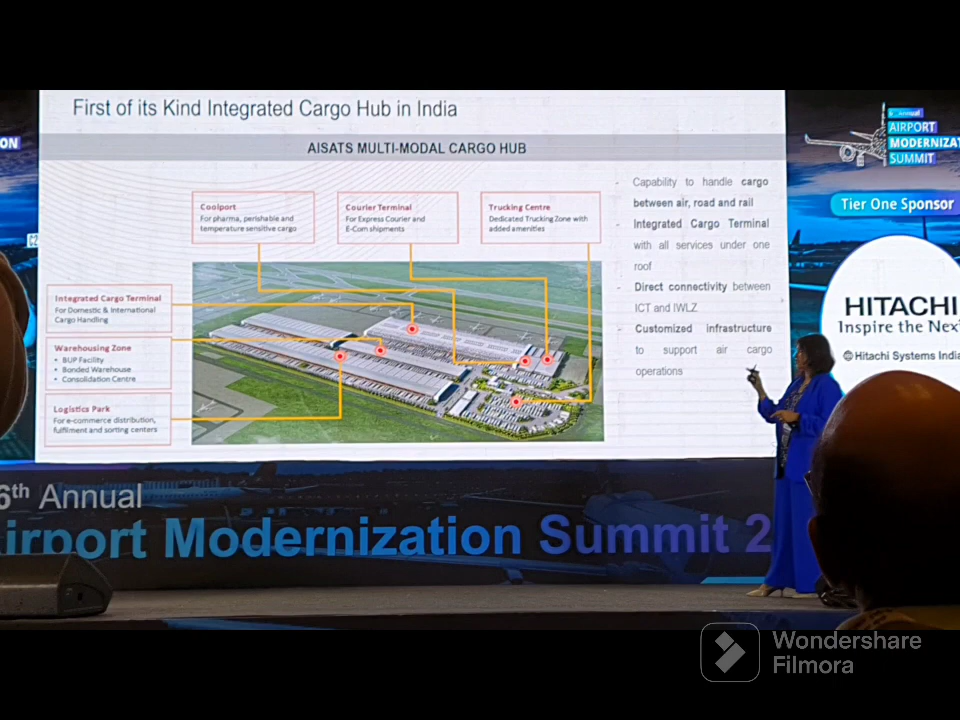 First of its Kind Integrated Cargo Hub in India
AISATS MULTI-MODAL CARGO HUB
Coolport
For pharma, perishable and
temperature sensitive cargo
Courier Terminal
For Express Courier and
E-Com shipments
Trucking Centre
Dedicated Trucking Zone with
added amenities
Integrated Cargo Terminal
For Domestic & International
Cargo Handling
Warehousing Zone
• BUP Facility
• Bonded Warehouse
• Consolidation Centre
Logistics Park
For e-commerce distribution,
fulfilment and sorting centers
- Capability to handle cargo
between air, road and rail
- Integrated Cargo Terminal
with all services under one
roof
- Direct connectivity between
ICT and IWLZ
- Customized infrastructure
to support air cargo
operations
ON
Annual
AIRPORT
MODERNIZA
SUMMIT
Tier One Sponsor
HITACHI
Inspire the Nex
Hitachi Systems India
6th Annual
irport Modernization Summit 2
Wondershare
Filmora